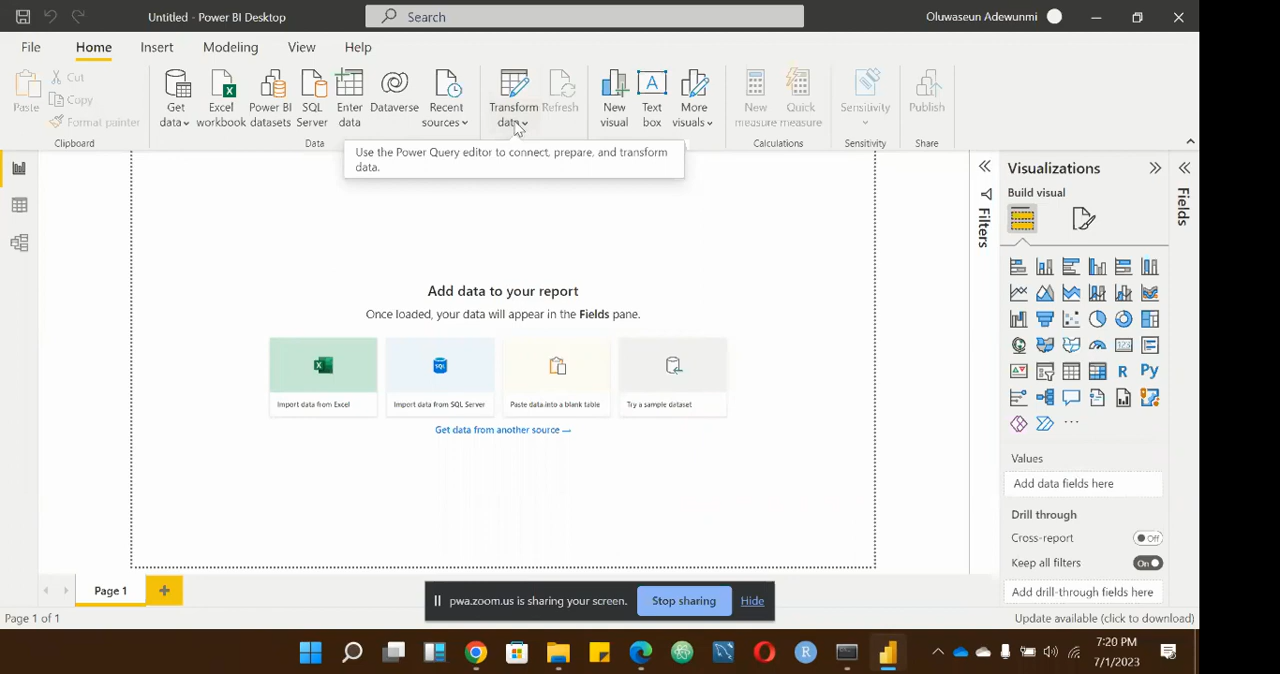 Untitled - Power BI Desktop
Search
Oluwaseun Adewunmi
File
Home
Insert
Modeling
View
Help
Paste
Cut
Copy
Format painter
Clipboard
Get
data
Excel
workbook
Power BI
datasets
SQL
Server
Enter
data
Dataverse
Recent
sources
Data
Transform
data
Refresh
New
visual
Text
box
More
visuals
New
measure
Quick
measure
Calculations
Sensitivity
Sensitivity
Publish
Share
Use the Power Query editor to connect, prepare, and transform
data.
Add data to your report
Once loaded, your data will appear in the Fields pane.
Import data from Excel
SQL
Import data from SQL Server
Paste data into a blank table
Try a sample dataset
Get data from another source →
Filters
Visualizations
Build visual
123
R
Py
Values
Add data fields here
Drill through
Cross-report
Off
Keep all filters
On
Add drill-through fields here
Fields
Page 1
pwa.zoom.us is sharing your screen.
Stop sharing
Hide
Page 1 of 1
Update available (click to download)
R
7:20 PM
7/1/2023